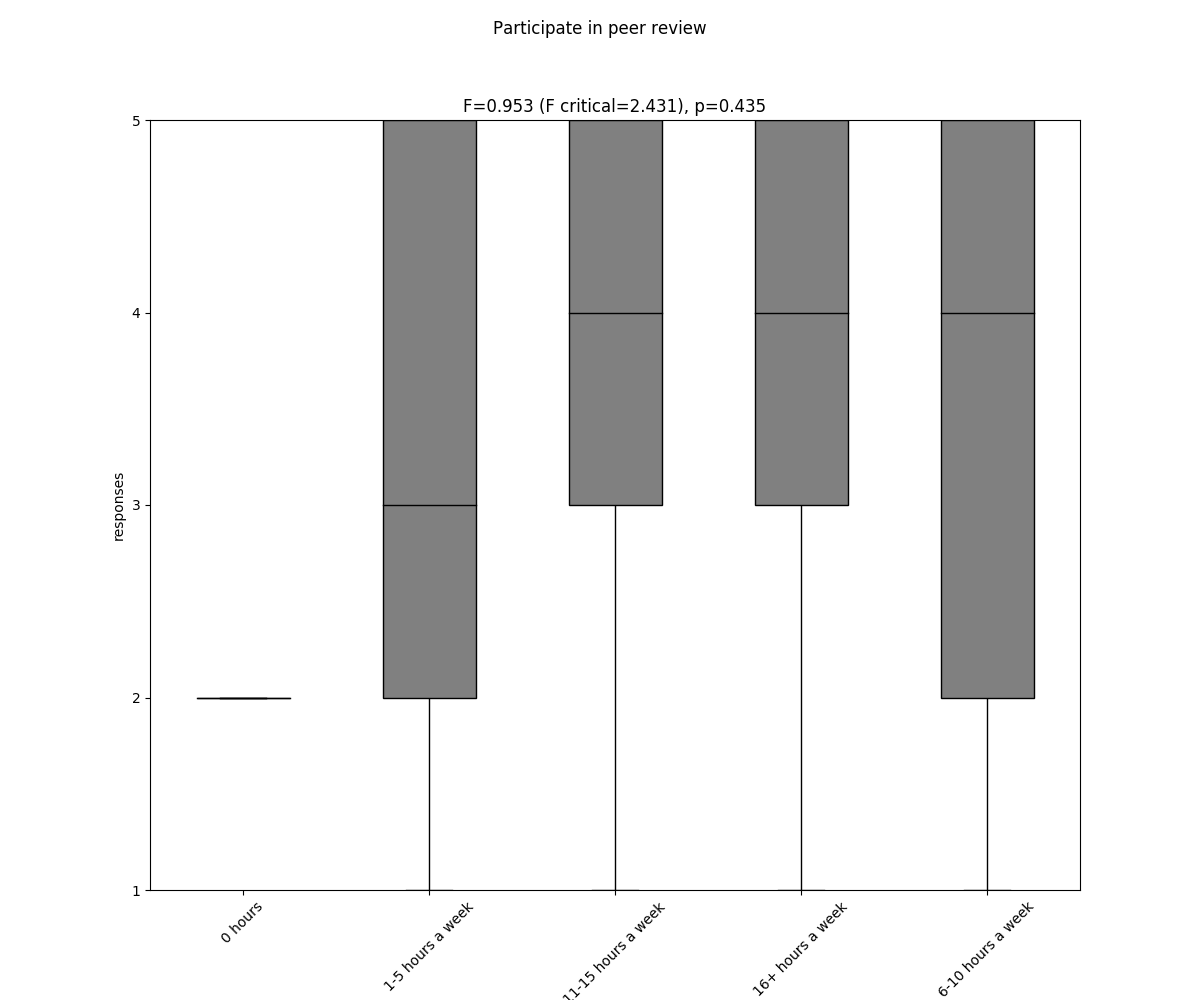 Participate in peer review
F=0.953 (F critical=2.431), p=0.435
5
4
3
2
1
responses
0 hours
1-5 hours a week
11-15 hours a week
16+ hours a week
6-10 hours a week